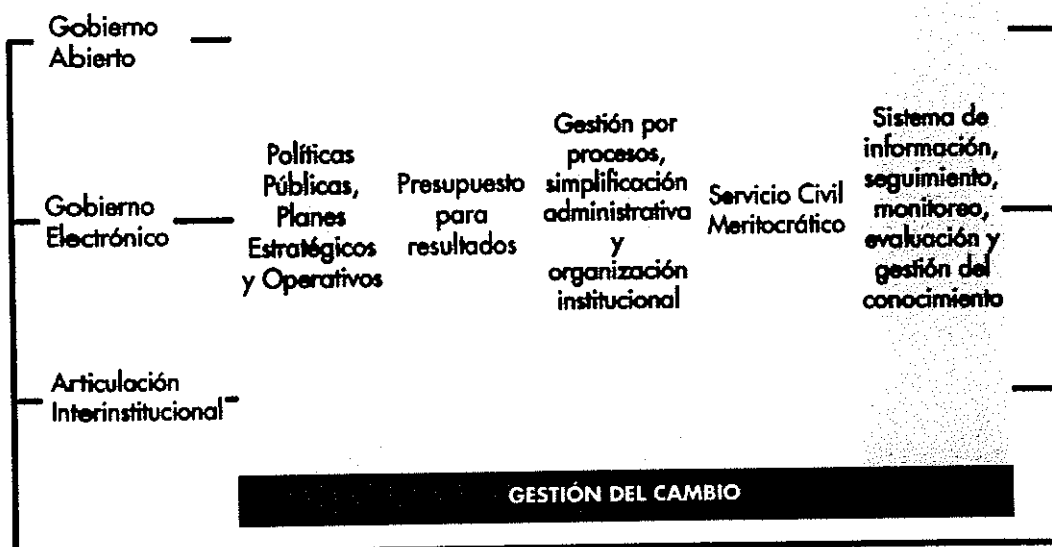 Gobierno
Abierto
Gobierno
Electrónico
Articulación
Interinstitucional
Políticas
Públicas,
Planes
Estratégicos
y Operativos
Presupuesto
para
resultados
Gestión por
procesos,
simplificación
administrativa
y
organización
institucional
Servicio Civil
Meritocrático
Sistema de
información,
seguimiento,
monitoreo,
evaluación y
gestión del
conocimiento
GESTIÓN DEL CAMBIO